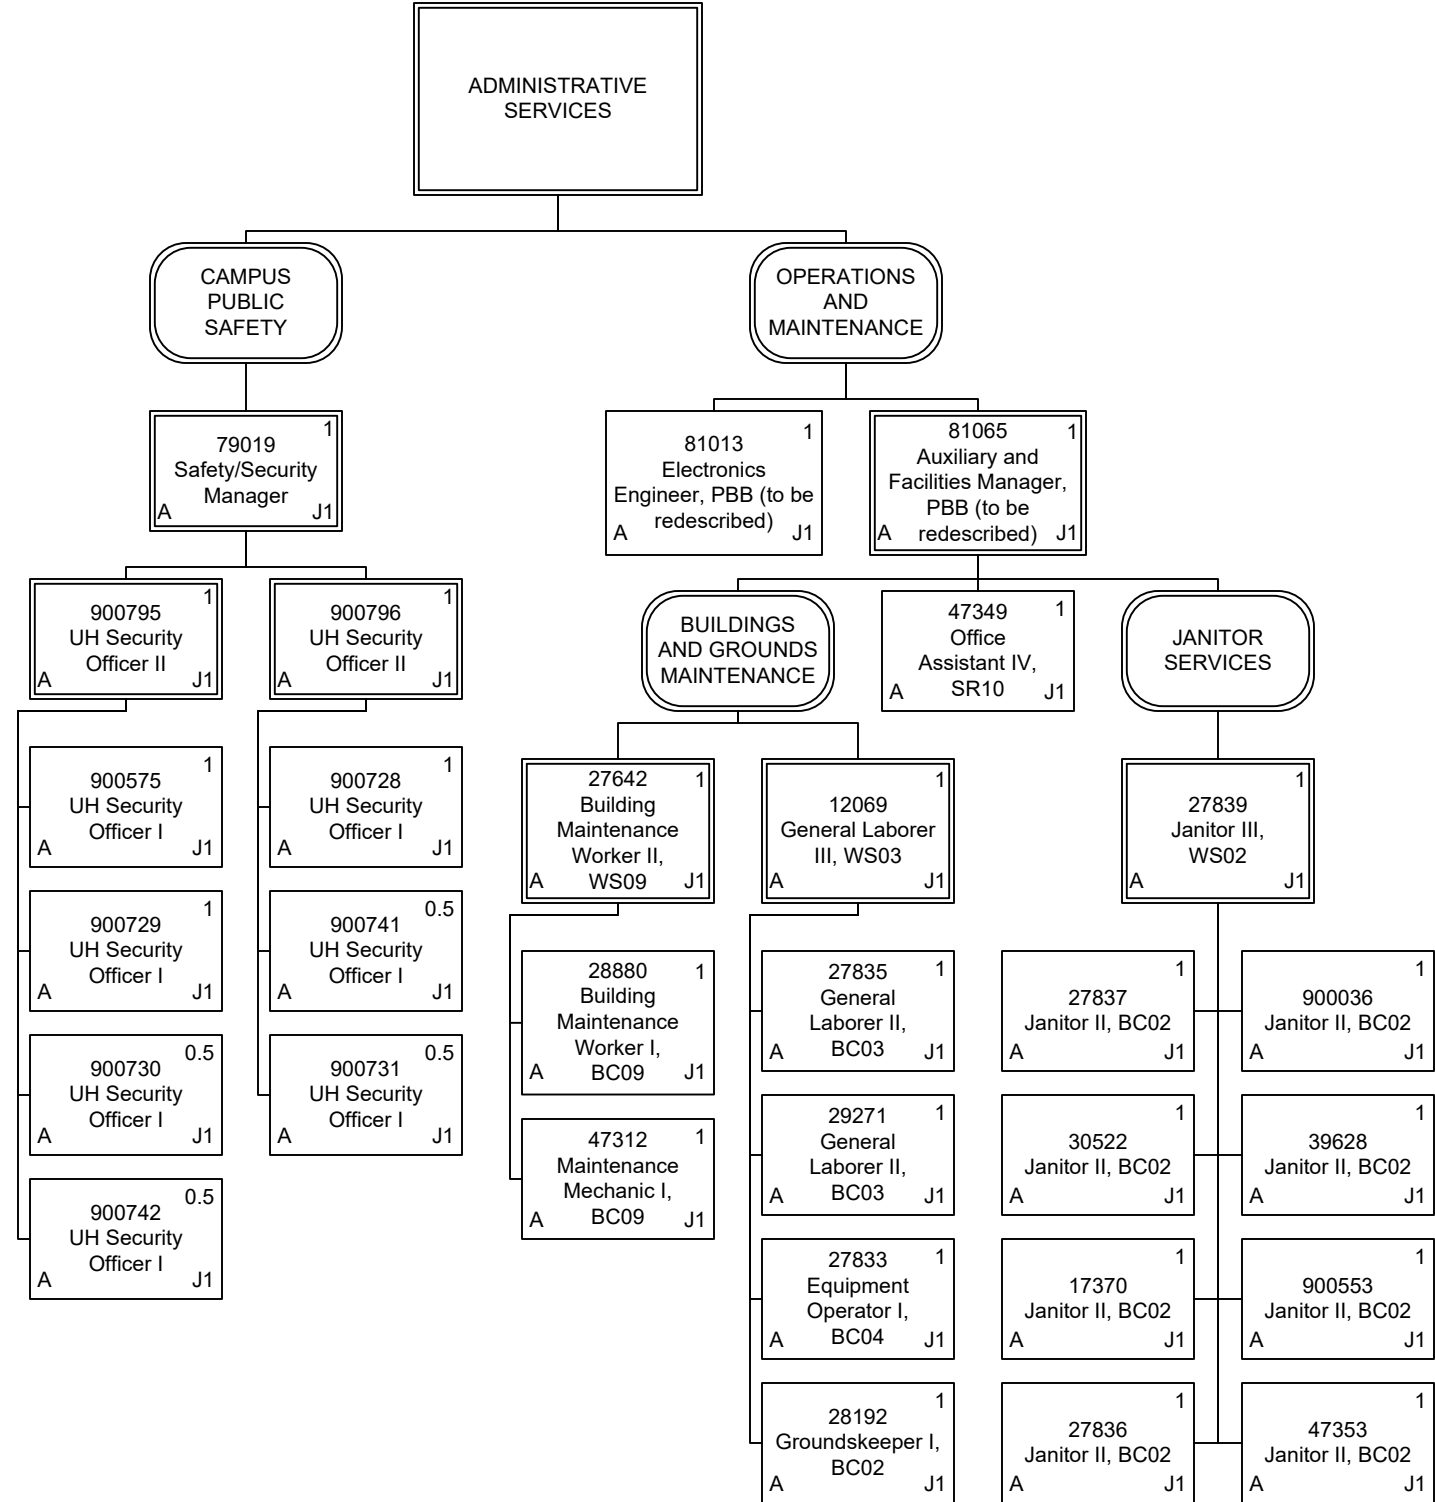 ADMINISTRATIVE
SERVICES
CAMPUS
PUBLIC
SAFETY
OPERATIONS
AND
MAINTENANCE
1
79019
Safety/Security
Manager
A J1
1
81013
Electronics
Engineer, PBB (to be
redescribed)
A J1
81065 1
Auxiliary and
Facilities Manager,
PBB (to be
redescribed)
A J1
1
900795
UH Security
Officer II
A J1
1
900796
UH Security
Officer II
A J1
BUILDINGS
AND GROUNDS
MAINTENANCE
47349 1
Office
Assistant IV,
SR10
A J1
JANITOR
SERVICES
1
900575
UH Security
Officer I
A J1
1
900728
UH Security
Officer I
A J1
27642 1
Building
Maintenance
Worker II,
WS09
A J1
1
12069
General Laborer
III, WS03
A J1
1
27839
Janitor III,
WS02
A J1
1
900729
UH Security
Officer I
A J1
0.5
900741
UH Security
Officer I
A J1
28880 1
Building
Maintenance
Worker I,
BC09
A J1
27835 1
General
Laborer II,
BC03
A J1
1
27837
Janitor II, BC02
A J1
1
900036
Janitor II, BC02
A J1
0.5
900730
UH Security
Officer I
A J1
0.5
900731
UH Security
Officer I
A J1
47312 1
Maintenance
Mechanic I,
BC09
A J1
29271 1
General
Laborer II,
BC03
A J1
1
30522
Janitor II, BC02
A J1
1
39628
Janitor II, BC02
A J1
0.5
900742
UH Security
Officer I
A J1
27833 1
Equipment
Operator I,
BC04
A J1
1
17370
Janitor II, BC02
A J1
1
900553
Janitor II, BC02
A J1
1
28192
Groundskeeper I,
BC02
A J1
1
27836
Janitor II, BC02
A J1
1
47353
Janitor II, BC02
A J1